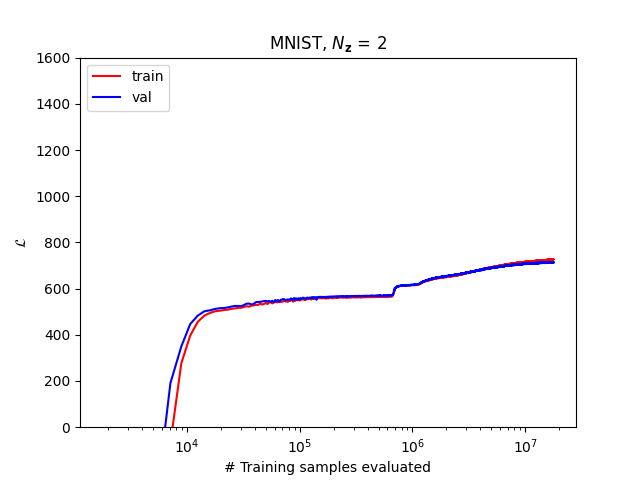 MNIST, N_z = 2
train
val
1600
1400
1200
1000
800
600
400
200
0
ℒ
10^4
10^5
10^6
10^7
# Training samples evaluated